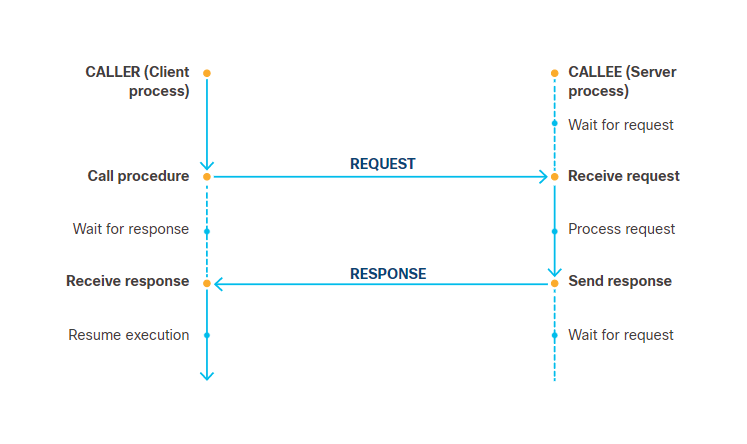 CALLER (Client
process)
CALLEE (Server
process)
Wait for request
REQUEST
Call procedure
Receive request
Wait for response
Process request
RESPONSE
Receive response
Send response
Resume execution
Wait for request